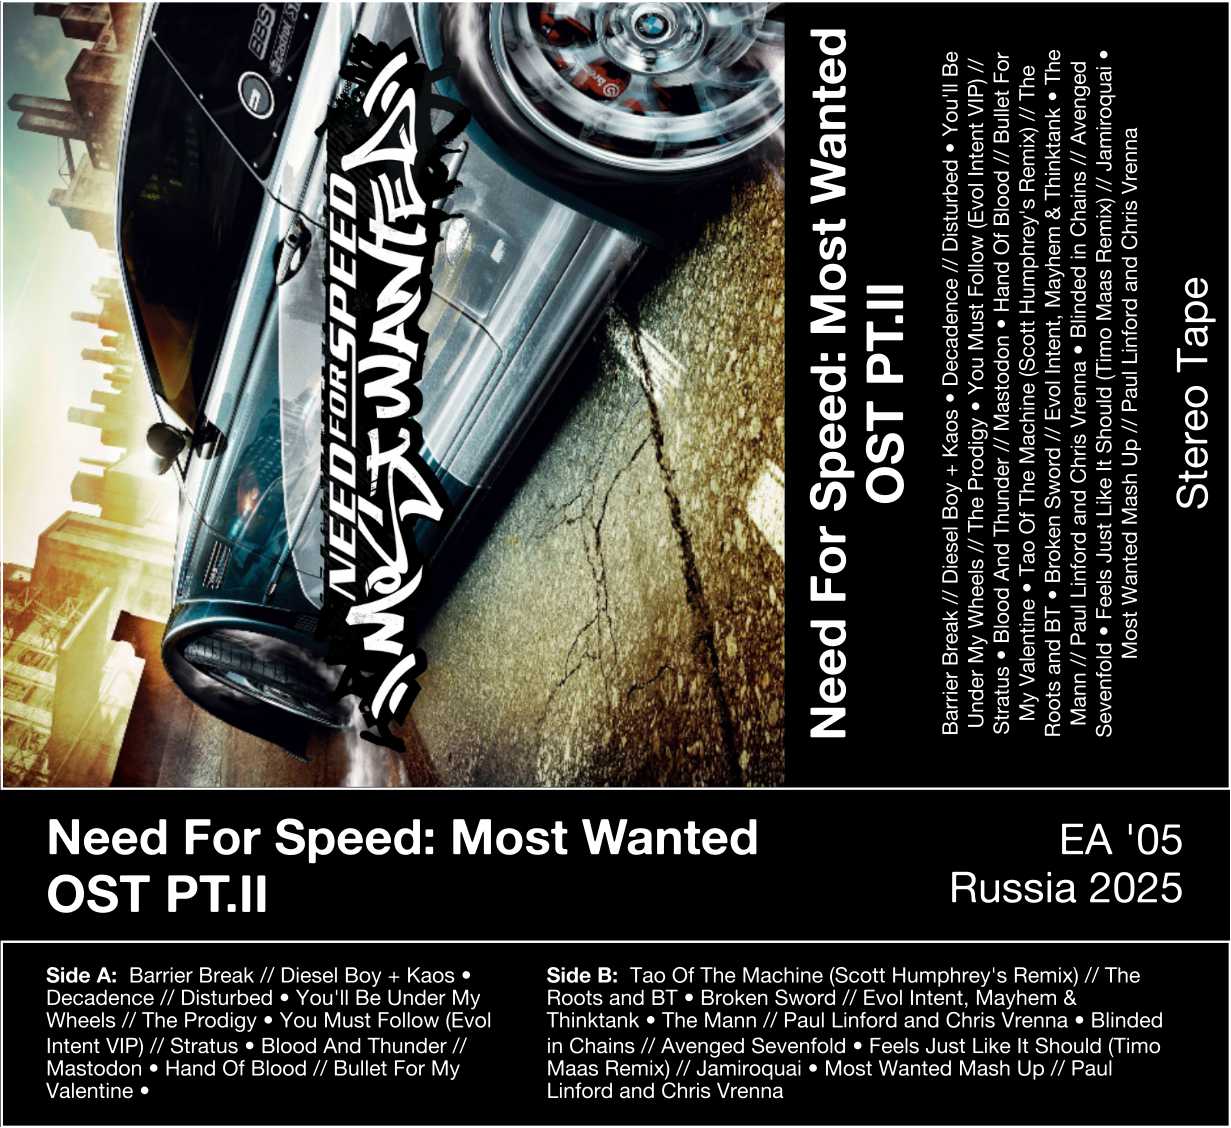 BBS
NEED FOR SPEED
MOST WANTED
Need For Speed: Most Wanted
OST PT.II
Barrier Break // Diesel Boy + Kaos • Decadence // Disturbed • You'll Be
Under My Wheels // The Prodigy • You Must Follow (Evol Intent VIP) //
Stratus • Blood And Thunder // Mastodon • Hand Of Blood // Bullet For
My Valentine • Tao Of The Machine (Scott Humphrey's Remix) // The
Roots and BT • Broken Sword // Evol Intent, Mayhem & Thinktank • The
Mann // Paul Linford and Chris Vrenna • Blinded in Chains // Avenged
Sevenfold • Feels Just Like It Should (Timo Maas Remix) // Jamiroquai •
Most Wanted Mash Up // Paul Linford and Chris Vrenna
Stereo Tape
Need For Speed: Most Wanted
OST PT.II
EA '05
Russia 2025
Side A: Barrier Break // Diesel Boy + Kaos •
Decadence // Disturbed • You'll Be Under My
Wheels // The Prodigy • You Must Follow (Evol
Intent VIP) // Stratus • Blood And Thunder //
Mastodon • Hand Of Blood // Bullet For My
Valentine •
Side B: Tao Of The Machine (Scott Humphrey's Remix) // The
Roots and BT • Broken Sword // Evol Intent, Mayhem &
Thinktank • The Mann // Paul Linford and Chris Vrenna • Blinded
in Chains // Avenged Sevenfold • Feels Just Like It Should (Timo
Maas Remix) // Jamiroquai • Most Wanted Mash Up // Paul
Linford and Chris Vrenna